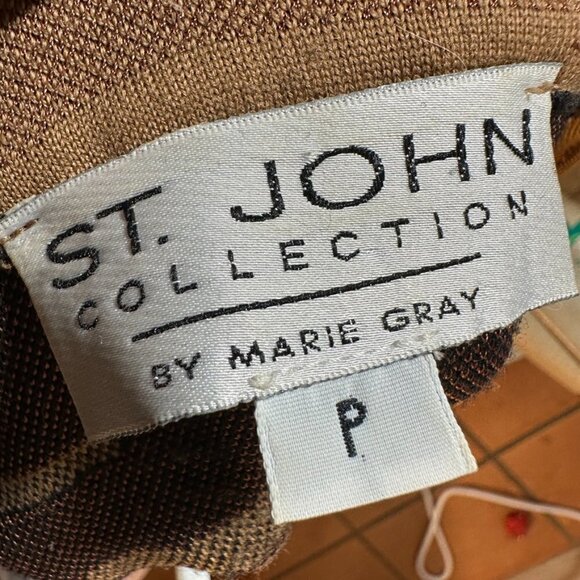 ST. JOHN
COLLECTION
BY MARIE GRAY
P